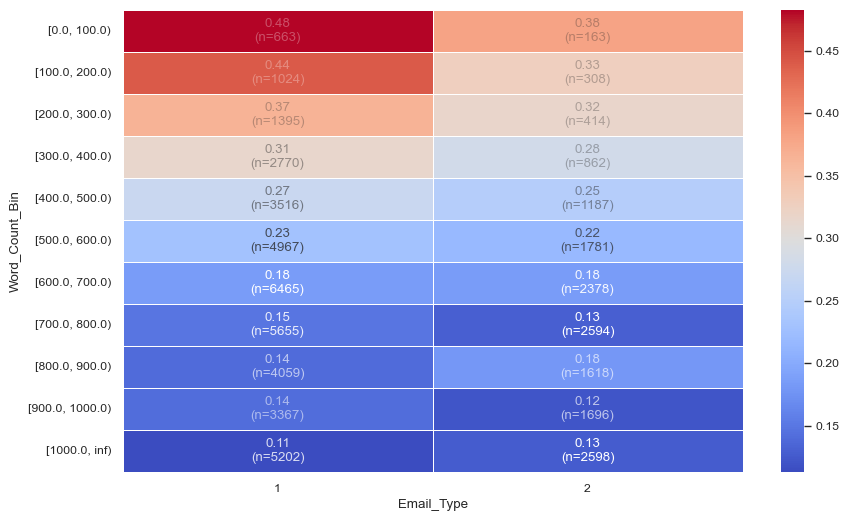 [0.0, 100.0)
0.48
(n=663)
0.38
(n=163)
[100.0, 200.0)
0.44
(n=1024)
0.33
(n=308)
[200.0, 300.0)
0.37
(n=1395)
0.32
(n=414)
[300.0, 400.0)
0.31
(n=2770)
0.28
(n=862)
[400.0, 500.0)
0.27
(n=3516)
0.25
(n=1187)
[500.0, 600.0)
0.23
(n=4967)
0.22
(n=1781)
[600.0, 700.0)
0.18
(n=6465)
0.18
(n=2378)
[700.0, 800.0)
0.15
(n=5655)
0.13
(n=2594)
[800.0, 900.0)
0.14
(n=4059)
0.18
(n=1618)
[900.0, 1000.0)
0.14
(n=3367)
0.12
(n=1696)
[1000.0, inf)
0.11
(n=5202)
0.13
(n=2598)
Word_Count_Bin
1
2
Email_Type
0.45
0.40
0.35
0.30
0.25
0.20
0.15